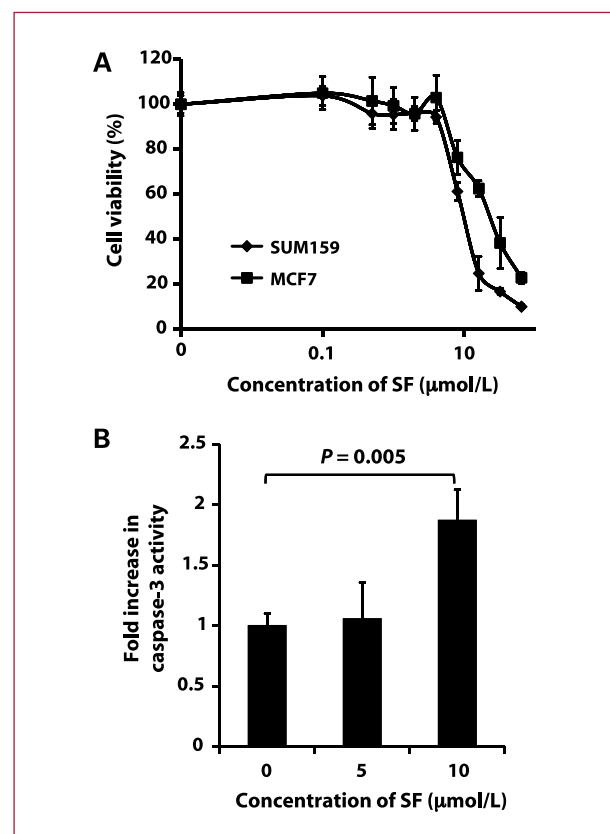 A
120
100
80
60
40
20
0
Cell viability (%)
SUM159
MCF7
0
0.1
10
Concentration of SF (μmol/L)
B
2.5
2
1.5
1
0.5
0
Fold increase in
caspase-3 activity
P = 0.005
0
5
10
Concentration of SF (μmol/L)